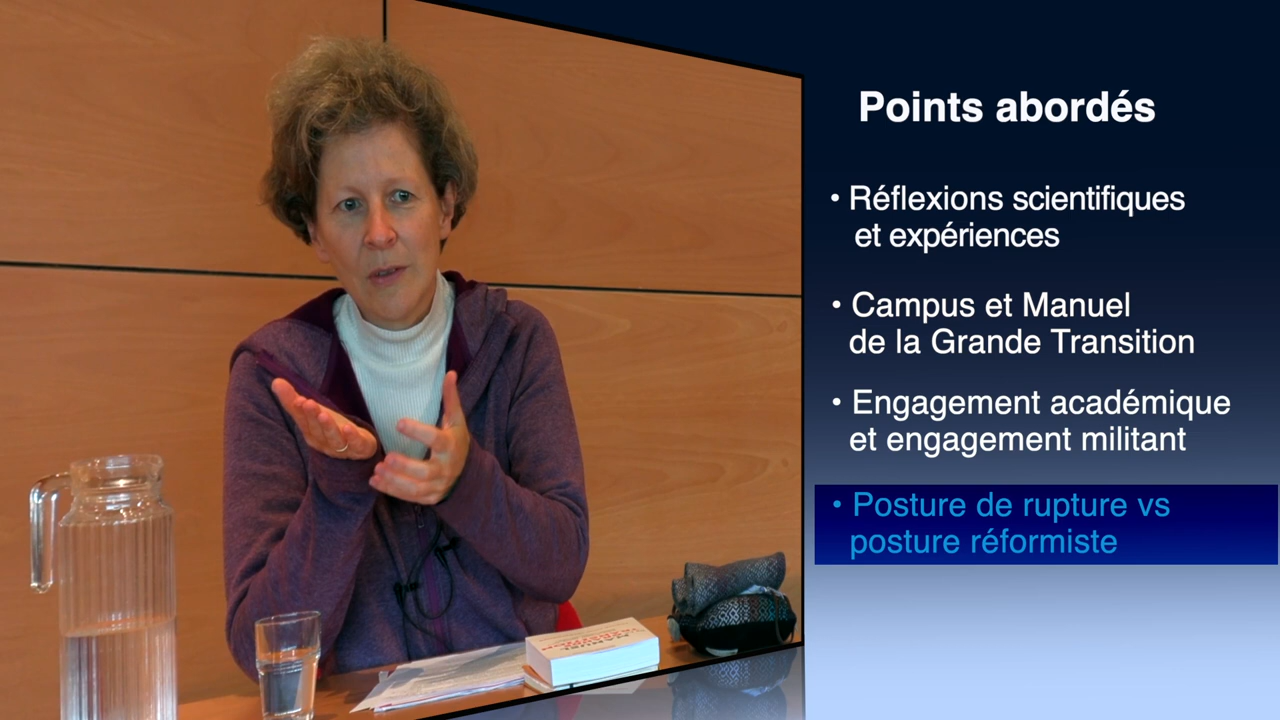 Points abordés
• Réflexions scientifiques
et expériences
• Campus et Manuel
de la Grande Transition
• Engagement académique
et engagement militant
• Posture de rupture vs
posture réformiste